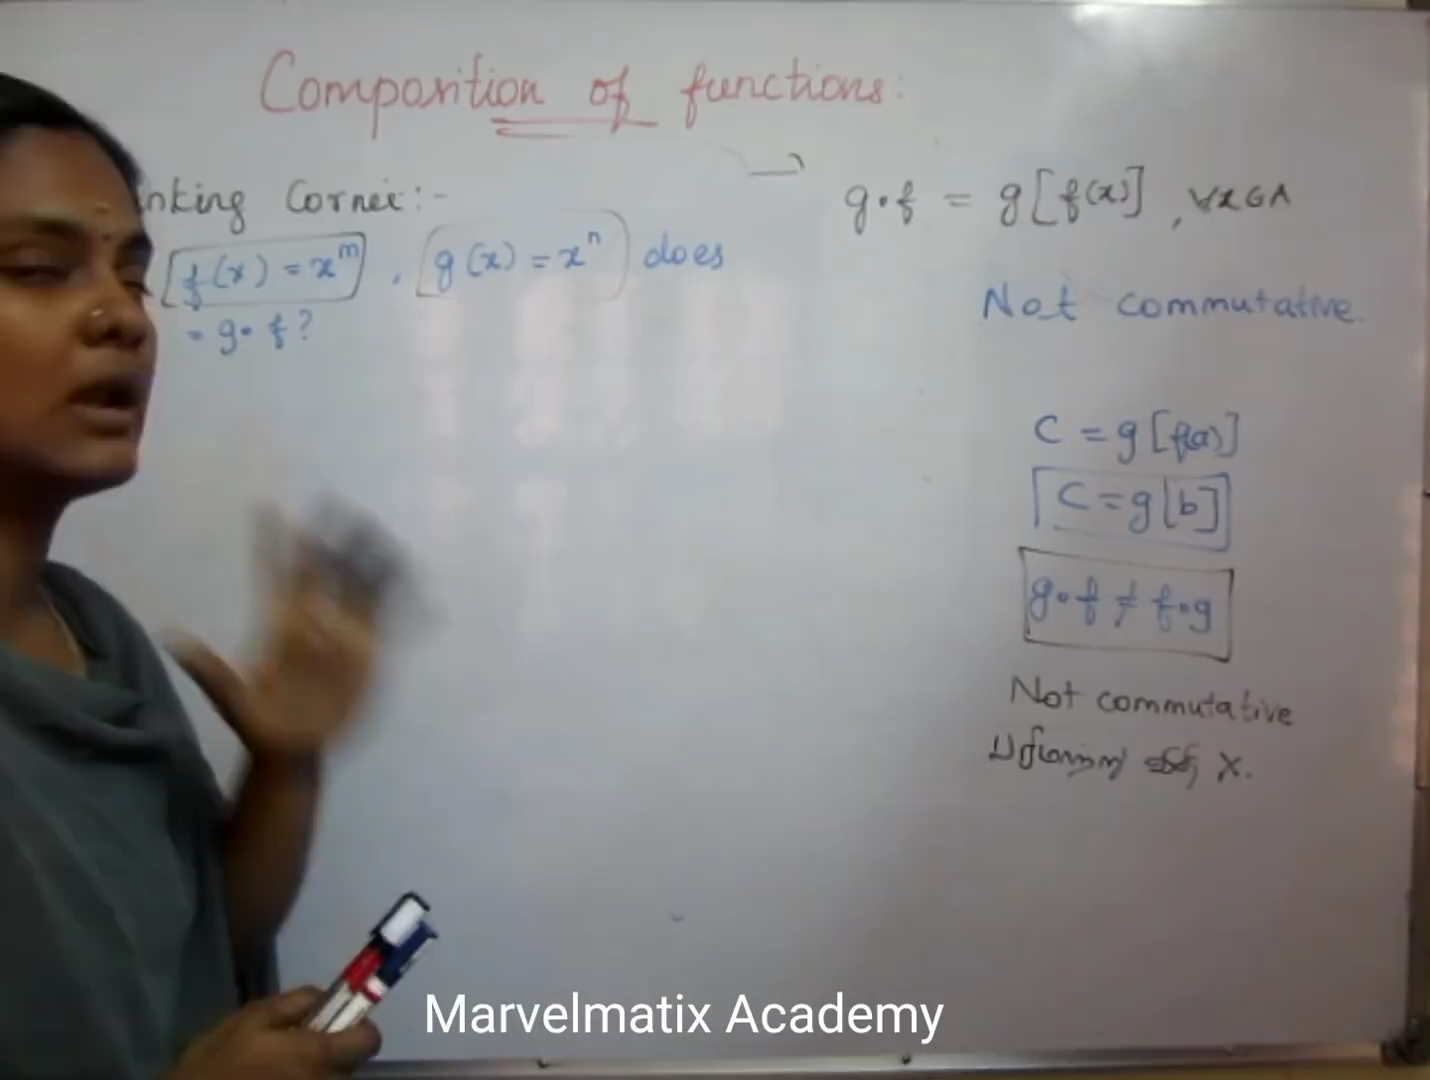 Composition of functions:
nking Corner:-
f(x) = x^m , g(x) = x^n does
= g∘f?
g∘f = g[f(x)] , ∀x∈A
Not commutative.
C = g[f(a)]
C = g[b]
g∘f ≠ f∘g
Not commutative
X.
Marvelmatix Academy